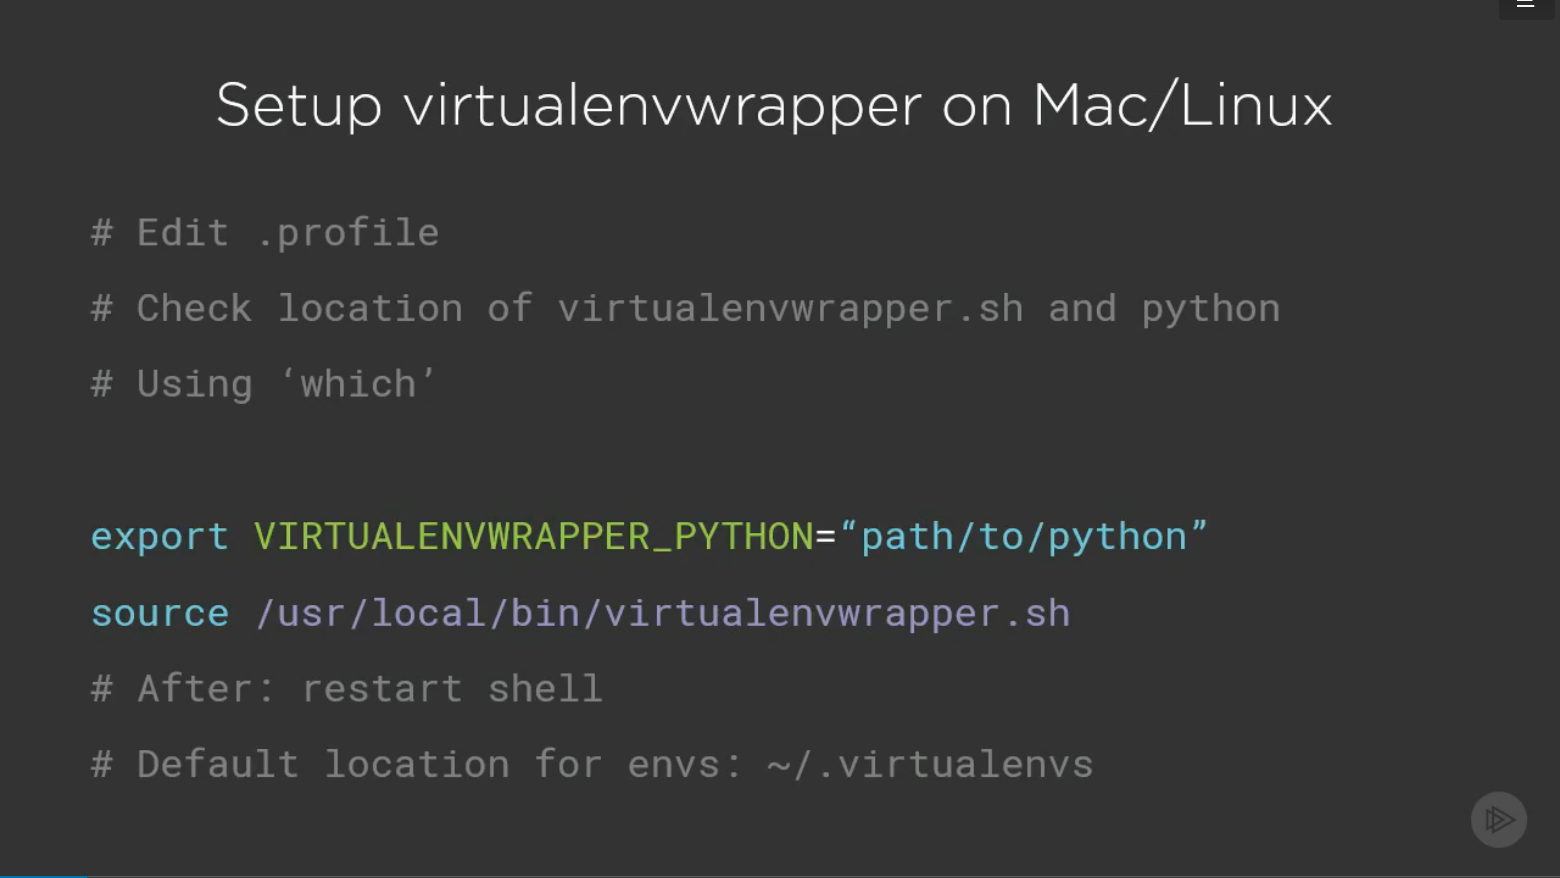 Setup virtualenvwrapper on Mac/Linux
# Edit .profile
# Check location of virtualenvwrapper.sh and python
# Using ‘which’
export VIRTUALENVWRAPPER_PYTHON=“path/to/python”
source /usr/local/bin/virtualenvwrapper.sh
# After: restart shell
# Default location for envs: ~/.virtualenvs